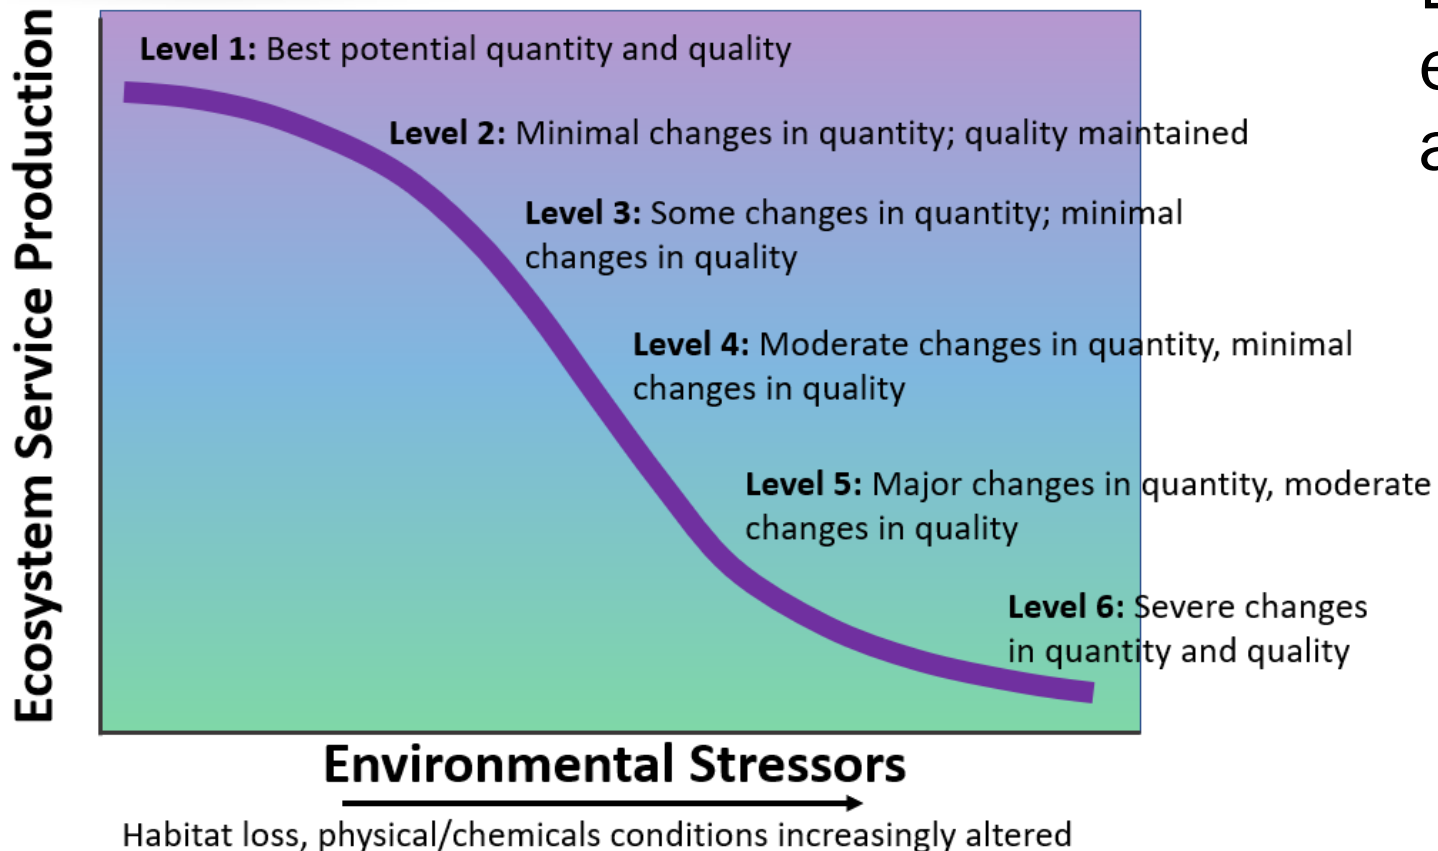 Ecosystem Service Production
Level 1: Best potential quantity and quality
Level 2: Minimal changes in quantity; quality maintained
Level 3: Some changes in quantity; minimal
changes in quality
Level 4: Moderate changes in quantity, minimal
changes in quality
Level 5: Major changes in quantity, moderate
changes in quality
Level 6: Severe changes
in quantity and quality
Environmental Stressors
Habitat loss, physical/chemicals conditions increasingly altered